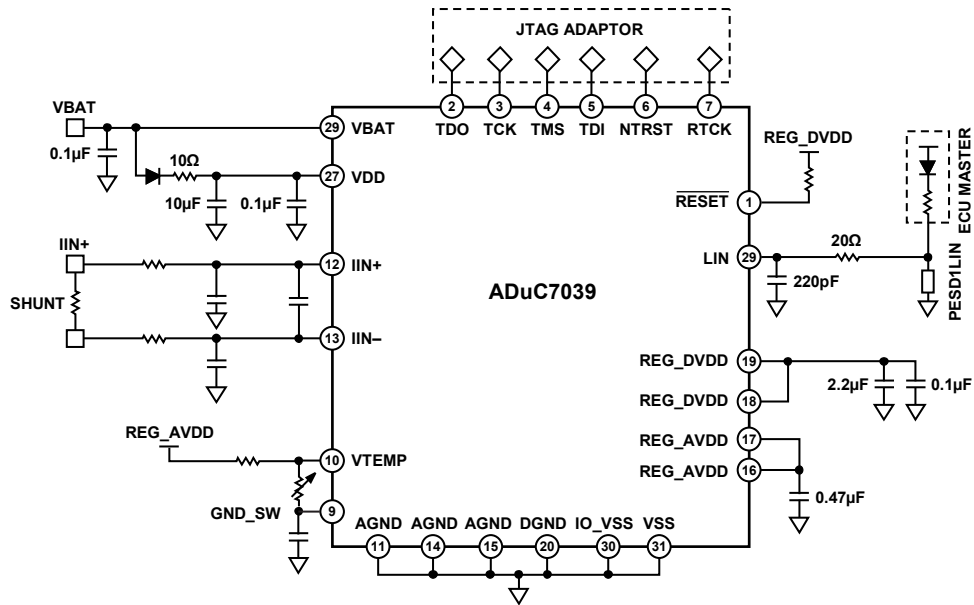 JTAG ADAPTOR
2 3 4 5 6 7
TDO TCK TMS TDI NTRST RTCK
VBAT
29 VBAT
0.1µF
10Ω
27 VDD
10µF 0.1µF
IIN+
12 IIN+
SHUNT
13 IIN–
REG_AVDD
10 VTEMP
GND_SW
9
ADuC7039
REG_DVDD
RESET 1
ECU MASTER
LIN 29
20Ω
220pF
PESD1LIN
REG_DVDD 19
2.2µF 0.1µF
REG_DVDD 18
REG_AVDD 17
REG_AVDD 16
0.47µF
AGND AGND AGND DGND IO_VSS VSS
11 14 15 20 30 31